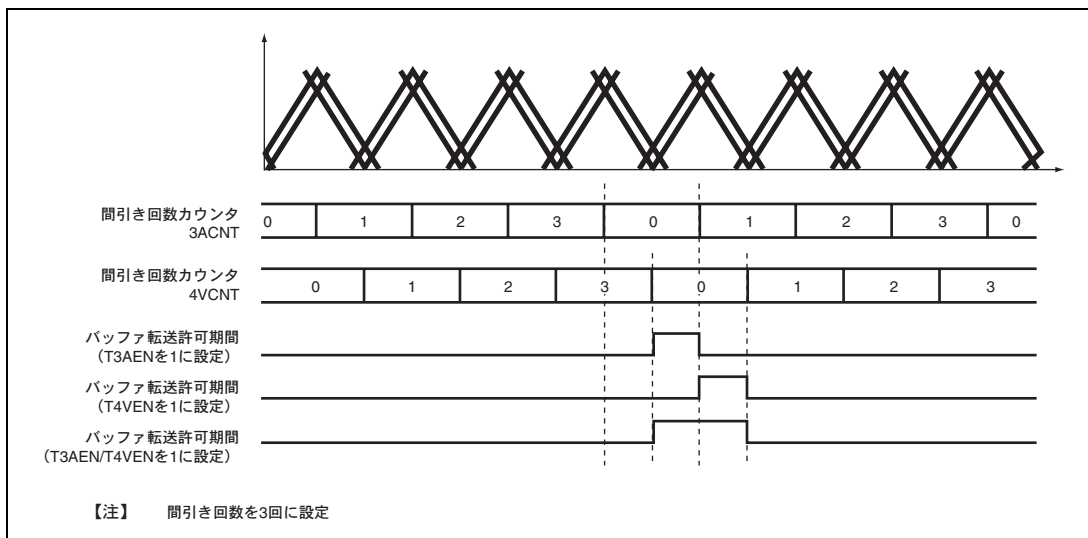 間引き回数カウンタ
3ACNT
0 1 2 3 0 1 2 3 0
間引き回数カウンタ
4VCNT
0 1 2 3 0 1 2 3
バッファ転送許可期間
（T3AENを1に設定）
バッファ転送許可期間
（T4VENを1に設定）
バッファ転送許可期間
（T3AEN/T4VENを1に設定）
【注】 間引き回数を3回に設定